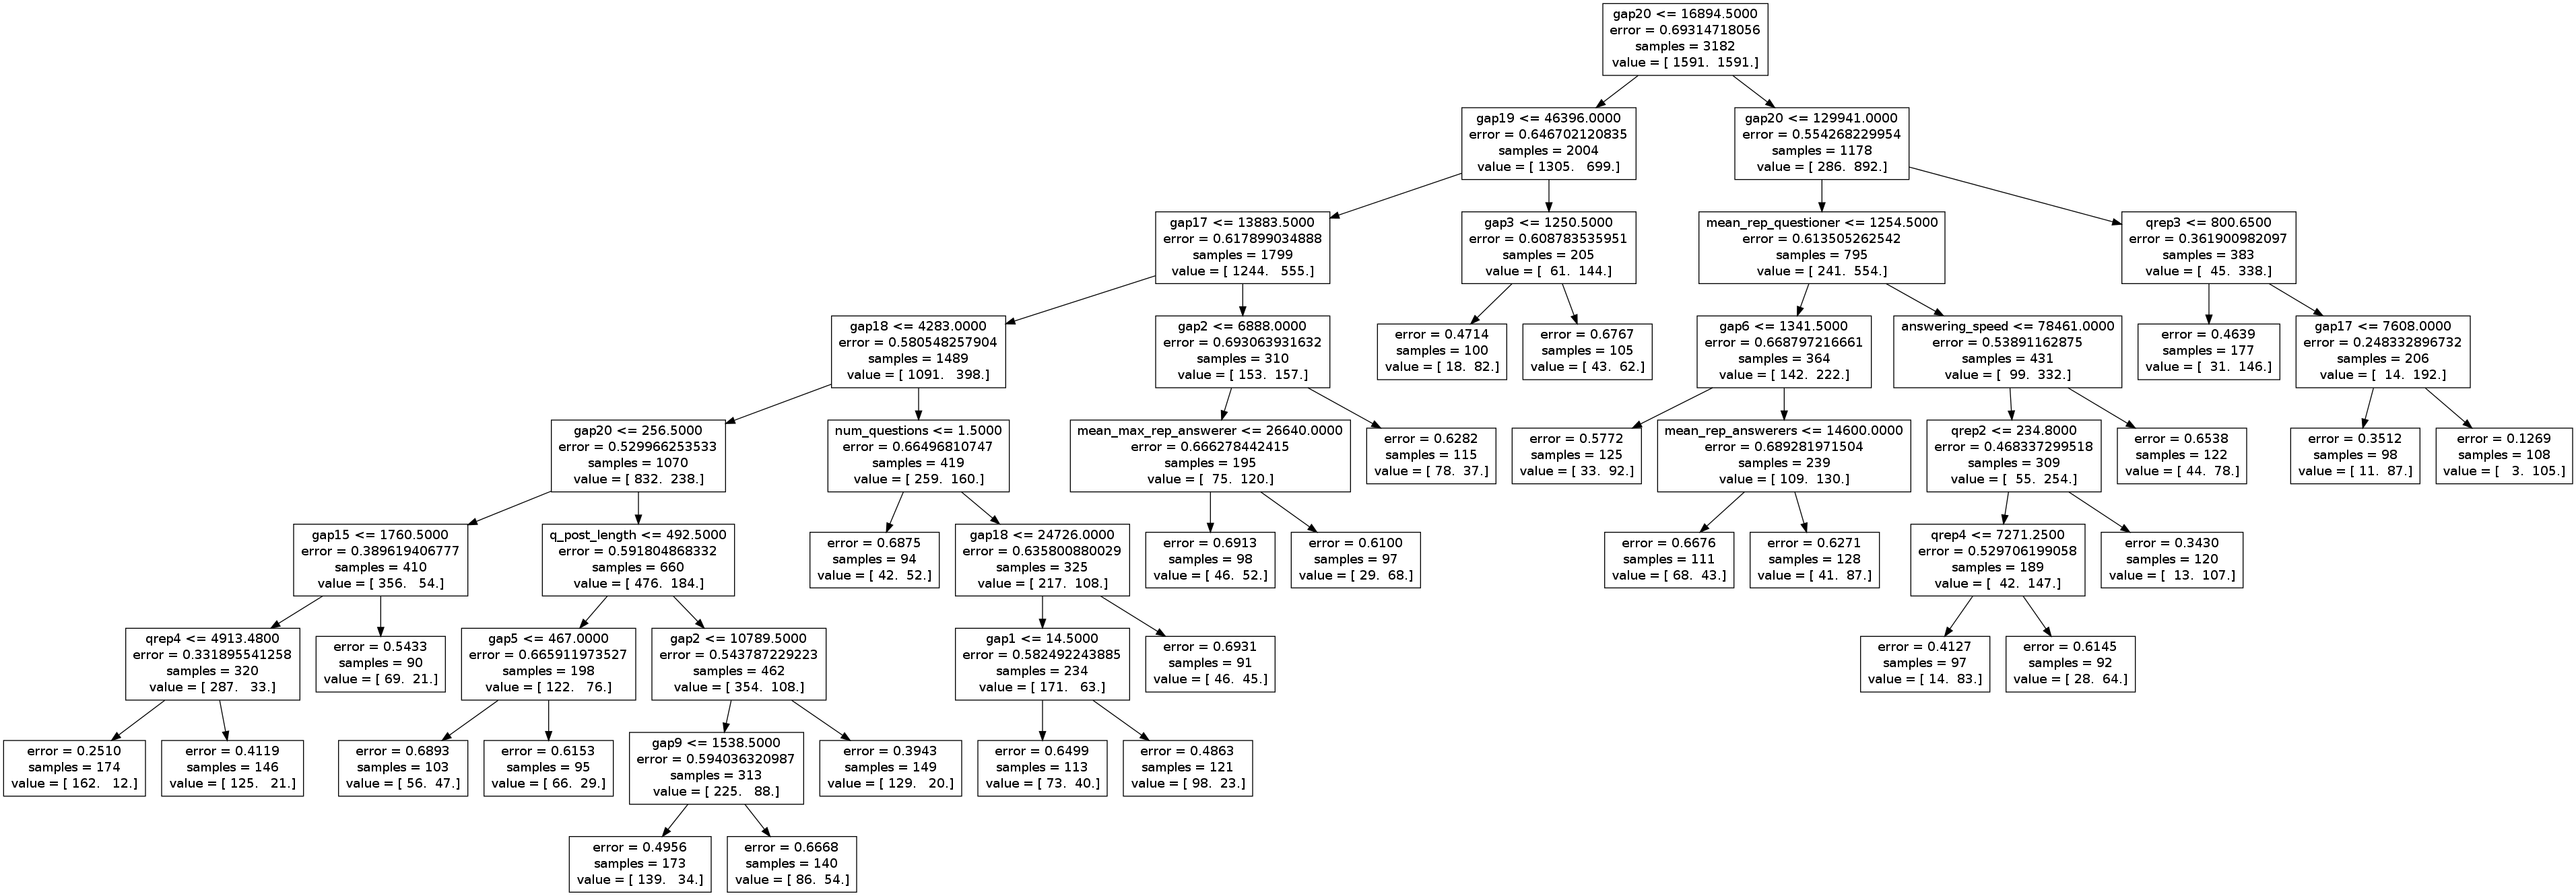 gap20 <= 16894.5000
error = 0.69314718056
samples = 3182
value = [ 1591.  1591.]
gap19 <= 46396.0000
error = 0.646702120835
samples = 2004
value = [ 1305.   699.]
gap20 <= 129941.0000
error = 0.554268229954
samples = 1178
value = [ 286.  892.]
gap17 <= 13883.5000
error = 0.617899034888
samples = 1799
value = [ 1244.   555.]
gap3 <= 1250.5000
error = 0.608783535951
samples = 205
value = [  61.  144.]
mean_rep_questioner <= 1254.5000
error = 0.613505262542
samples = 795
value = [ 241.  554.]
qrep3 <= 800.6500
error = 0.361900982097
samples = 383
value = [  45.  338.]
gap18 <= 4283.0000
error = 0.580548257904
samples = 1489
value = [ 1091.   398.]
gap2 <= 6888.0000
error = 0.693063931632
samples = 310
value = [ 153.  157.]
error = 0.4714
samples = 100
value = [ 18.  82.]
error = 0.6767
samples = 105
value = [ 43.  62.]
gap6 <= 1341.5000
error = 0.668797216661
samples = 364
value = [ 142.  222.]
answering_speed <= 78461.0000
error = 0.53891162875
samples = 431
value = [  99.  332.]
error = 0.4639
samples = 177
value = [  31.  146.]
gap17 <= 7608.0000
error = 0.248332896732
samples = 206
value = [  14.  192.]
gap20 <= 256.5000
error = 0.529966253533
samples = 1070
value = [ 832.  238.]
num_questions <= 1.5000
error = 0.66496810747
samples = 419
value = [ 259.  160.]
mean_max_rep_answerer <= 26640.0000
error = 0.666278442415
samples = 195
value = [  75.  120.]
error = 0.6282
samples = 115
value = [ 78.  37.]
error = 0.5772
samples = 125
value = [ 33.  92.]
mean_rep_answerers <= 14600.0000
error = 0.689281971504
samples = 239
value = [ 109.  130.]
qrep2 <= 234.8000
error = 0.468337299518
samples = 309
value = [  55.  254.]
error = 0.6538
samples = 122
value = [ 44.  78.]
error = 0.3512
samples = 98
value = [ 11.  87.]
error = 0.1269
samples = 108
value = [   3.  105.]
gap15 <= 1760.5000
error = 0.389619406777
samples = 410
value = [ 356.   54.]
q_post_length <= 492.5000
error = 0.591804868332
samples = 660
value = [ 476.  184.]
error = 0.6875
samples = 94
value = [ 42.  52.]
gap18 <= 24726.0000
error = 0.635800880029
samples = 325
value = [ 217.  108.]
error = 0.6913
samples = 98
value = [ 46.  52.]
error = 0.6100
samples = 97
value = [ 29.  68.]
error = 0.6676
samples = 111
value = [ 68.  43.]
error = 0.6271
samples = 128
value = [ 41.  87.]
qrep4 <= 7271.2500
error = 0.529706199058
samples = 189
value = [  42.  147.]
error = 0.3430
samples = 120
value = [  13.  107.]
qrep4 <= 4913.4800
error = 0.331895541258
samples = 320
value = [ 287.   33.]
error = 0.5433
samples = 90
value = [ 69.  21.]
gap5 <= 467.0000
error = 0.665911973527
samples = 198
value = [ 122.   76.]
gap2 <= 10789.5000
error = 0.543787229223
samples = 462
value = [ 354.  108.]
gap1 <= 14.5000
error = 0.582492243885
samples = 234
value = [ 171.   63.]
error = 0.6931
samples = 91
value = [ 46.  45.]
error = 0.4127
samples = 97
value = [ 14.  83.]
error = 0.6145
samples = 92
value = [ 28.  64.]
error = 0.2510
samples = 174
value = [ 162.   12.]
error = 0.4119
samples = 146
value = [ 125.   21.]
error = 0.6893
samples = 103
value = [ 56.  47.]
error = 0.6153
samples = 95
value = [ 66.  29.]
gap9 <= 1538.5000
error = 0.594036320987
samples = 313
value = [ 225.   88.]
error = 0.3943
samples = 149
value = [ 129.   20.]
error = 0.6499
samples = 113
value = [ 73.  40.]
error = 0.4863
samples = 121
value = [ 98.  23.]
error = 0.4956
samples = 173
value = [ 139.   34.]
error = 0.6668
samples = 140
value = [ 86.  54.]